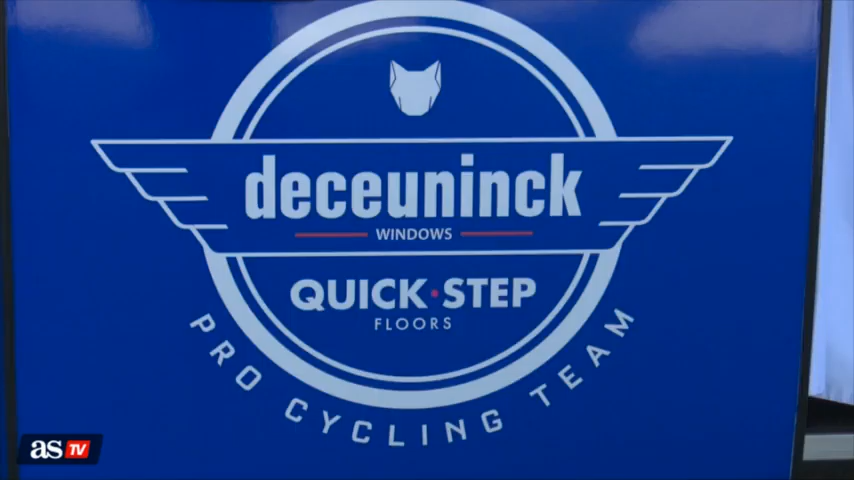 deceuninck
WINDOWS
QUICK·STEP
FLOORS
PRO CYCLING TEAM
as TV